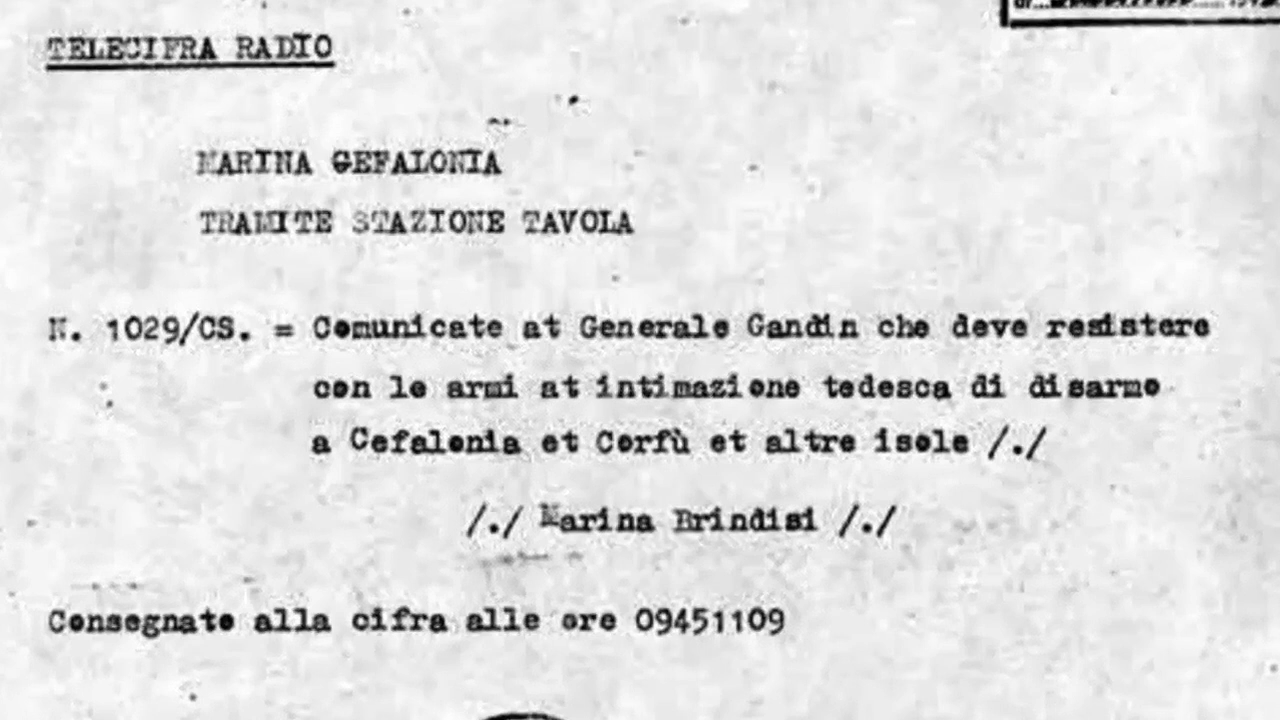 TELECIFRA RADIO
MARINA CEFALONIA
TRAMITE STAZIONE TAVOLA
N. 1029/CS. = Comunicate at Generale Gandin che deve resistere
con le armi at intimazione tedesca di disarmo
a Cefalonia et Corfù et altre isole /./
/./ Marina Brindisi /./
Consegnato alla cifra alle ore 09451109